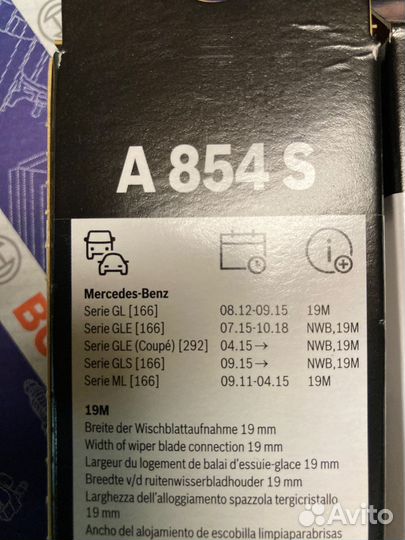 A 854 S
Mercedes-Benz
Serie GL [166] 08.12-09.15 19M
Serie GLE [166] 07.15-10.18 NWB,19M
Serie GLE (Coupé) [292] 04.15→ NWB,19M
Serie GLS [166] 09.15→ NWB,19M
Serie ML [166] 09.11-04.15 19M
19M
Breite der Wischblattaufnahme 19 mm
Width of wiper blade connection 19 mm
Largeur du logement de balai d'essuie-glace 19 mm
Breedte v/d ruitenwisserbladhouder 19 mm
Larghezza dell'alloggiamento spazzola tergicristallo
19 mm
Ancho del alojamiento de escobilla limpiaparabrisas
Avito